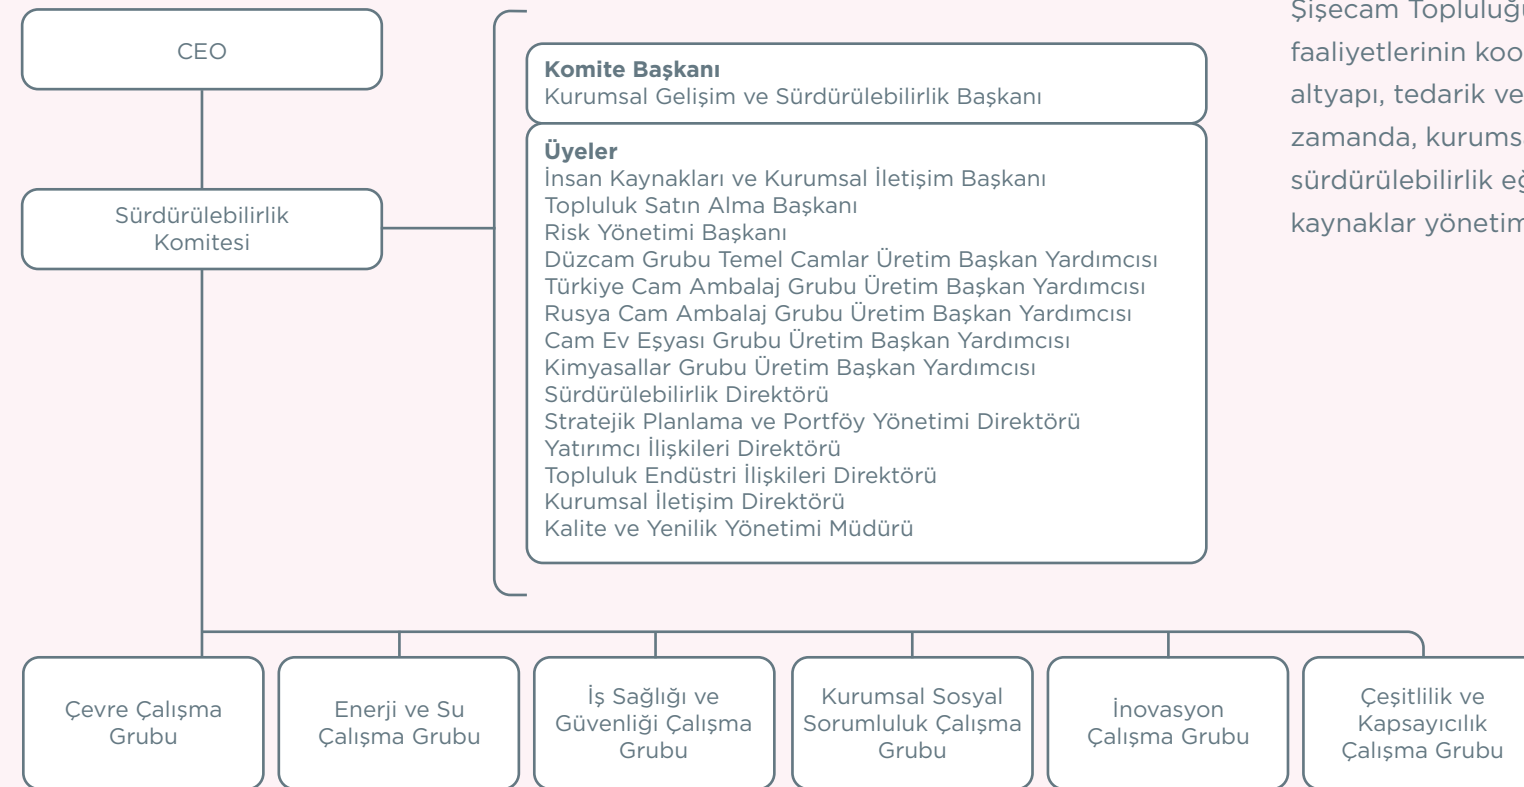 CEO
Sürdürülebilirlik
Komitesi
Komite Başkanı
Kurumsal Gelişim ve Sürdürülebilirlik Başkanı
Üyeler
İnsan Kaynakları ve Kurumsal İletişim Başkanı
Topluluk Satın Alma Başkanı
Risk Yönetimi Başkanı
Düzcam Grubu Temel Camlar Üretim Başkan Yardımcısı
Türkiye Cam Ambalaj Grubu Üretim Başkan Yardımcısı
Rusya Cam Ambalaj Grubu Üretim Başkan Yardımcısı
Cam Ev Eşyası Grubu Üretim Başkan Yardımcısı
Kimyasallar Grubu Üretim Başkan Yardımcısı
Sürdürülebilirlik Direktörü
Stratejik Planlama ve Portföy Yönetimi Direktörü
Yatırımcı İlişkileri Direktörü
Topluluk Endüstri İlişkileri Direktörü
Kurumsal İletişim Direktörü
Kalite ve Yenilik Yönetimi Müdürü
Çevre Çalışma
Grubu
Enerji ve Su
Çalışma Grubu
İş Sağlığı ve
Güvenliği Çalışma
Grubu
Kurumsal Sosyal
Sorumluluk Çalışma
Grubu
İnovasyon
Çalışma Grubu
Çeşitlilik ve
Kapsayıcılık
Çalışma Grubu
Şişecam
faaliyetlerinin
altyapı, tedarik ve
zamanda,
sürdürülebilirlik
kaynaklar